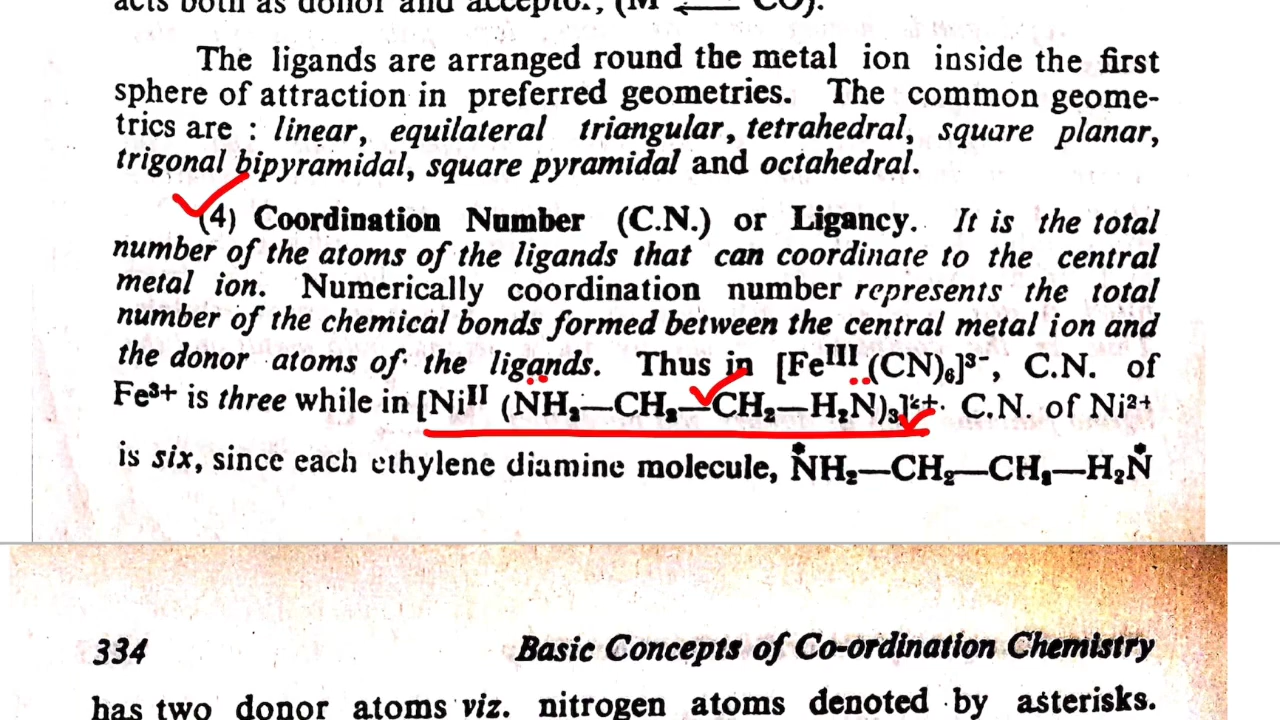 acts both as donor and acceptor, (M ⇄ CO).
The ligands are arranged round the metal ion inside the first
sphere of attraction in preferred geometries. The common geome-
trics are : linear, equilateral triangular, tetrahedral, square planar,
trigonal bipyramidal, square pyramidal and octahedral.
(4) Coordination Number (C.N.) or Ligancy. It is the total
number of the atoms of the ligands that can coordinate to the central
metal ion. Numerically coordination number represents the total
number of the chemical bonds formed between the central metal ion and
the donor atoms of the ligands. Thus in [Feᴵᴵᴵ (CN)₆]³⁻, C.N. of
Fe³⁺ is three while in [Niᴵᴵ (N̈H₂—CH₂—CH₂—H₂N̈)₃]²⁺. C.N. of Ni²⁺
is six, since each ethylene diamine molecule, N*H₂—CH₂—CH₂—H₂N*
334 Basic Concepts of Co-ordination Chemistry
has two donor atoms viz. nitrogen atoms denoted by asterisks.